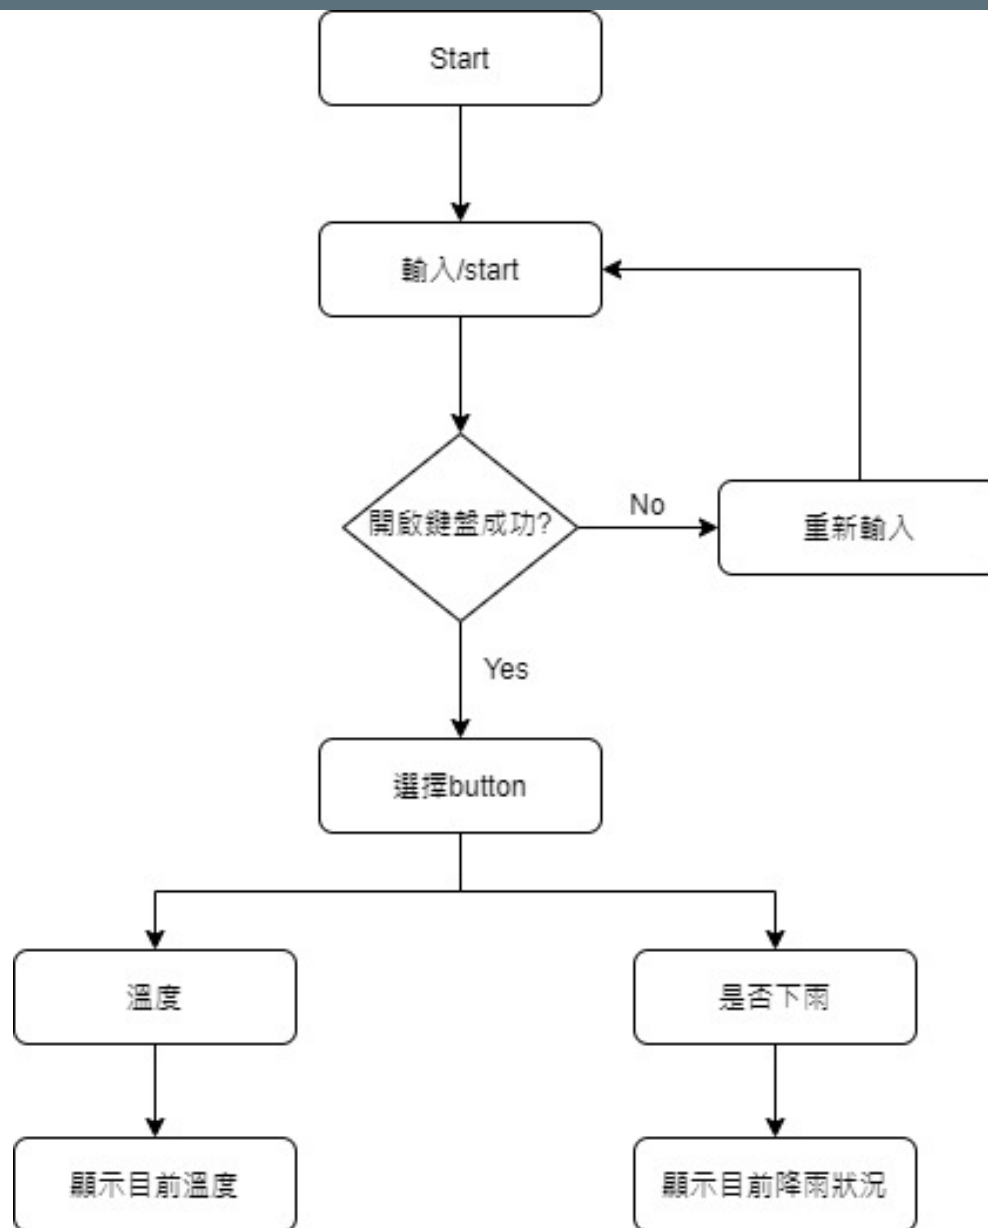 Start
輸入/start
開啟鍵盤成功?
No
重新輸入
Yes
選擇button
溫度
是否下雨
顯示目前溫度
顯示目前降雨狀況